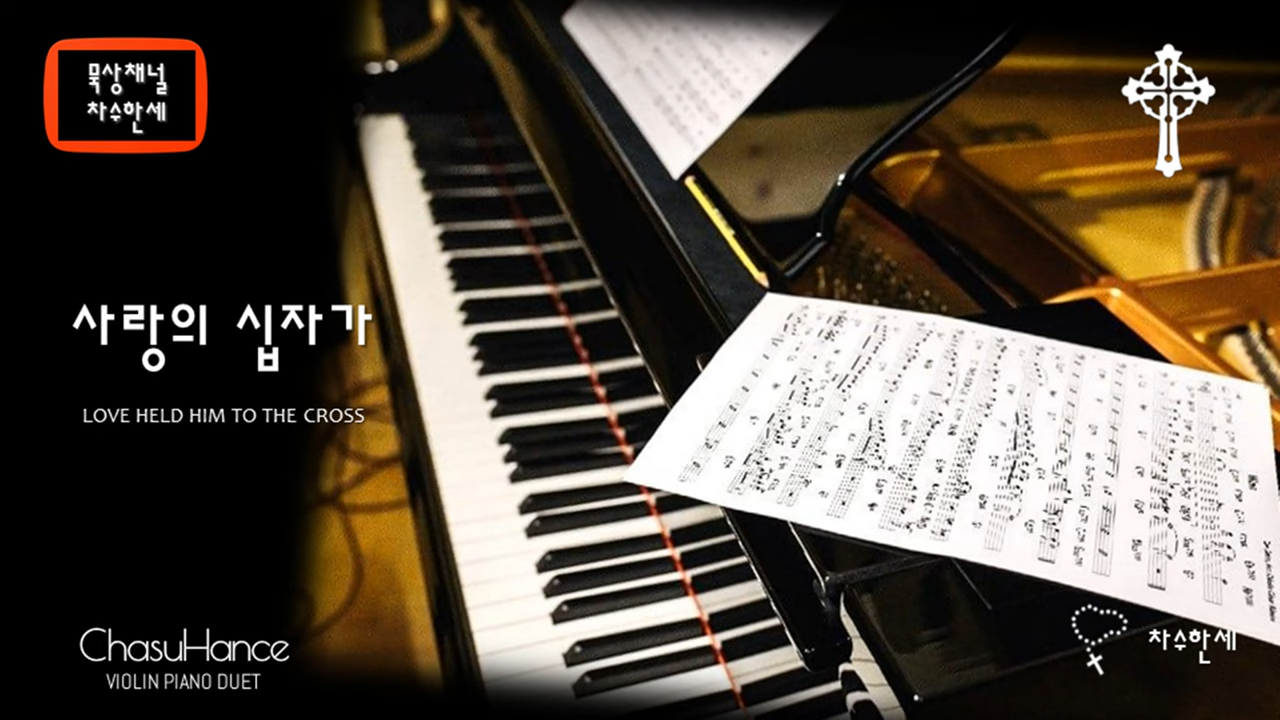 묵상채널
차수한세
사랑의 십자가
LOVE HELD HIM TO THE CROSS
ChasuHance
VIOLIN PIANO DUET
차수한세